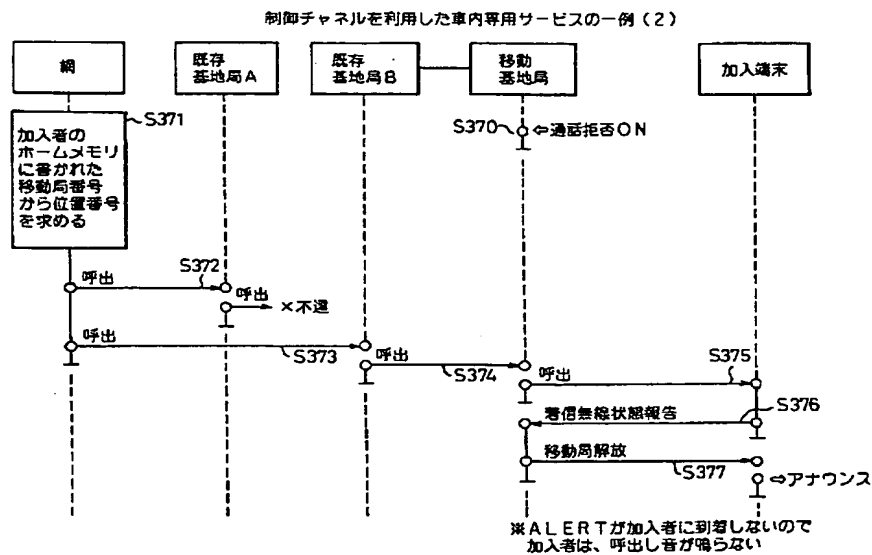 制御チャネルを利用した車内専用サービスの一例（2）
網
既存
基地局A
既存
基地局B
移動
基地局
加入端末
S371
加入者の
ホームメモリ
に書かれた
移動局番号
から位置番号
を求める
S370
⇦通話拒否ON
呼出
S372
呼出
×不達
呼出
S373
呼出
S374
呼出
S375
着信無線状態報告
S376
移動局解放
S377
⇨アナウンス
※ALERTが加入者に到着しないので
加入者は、呼出し音が鳴らない